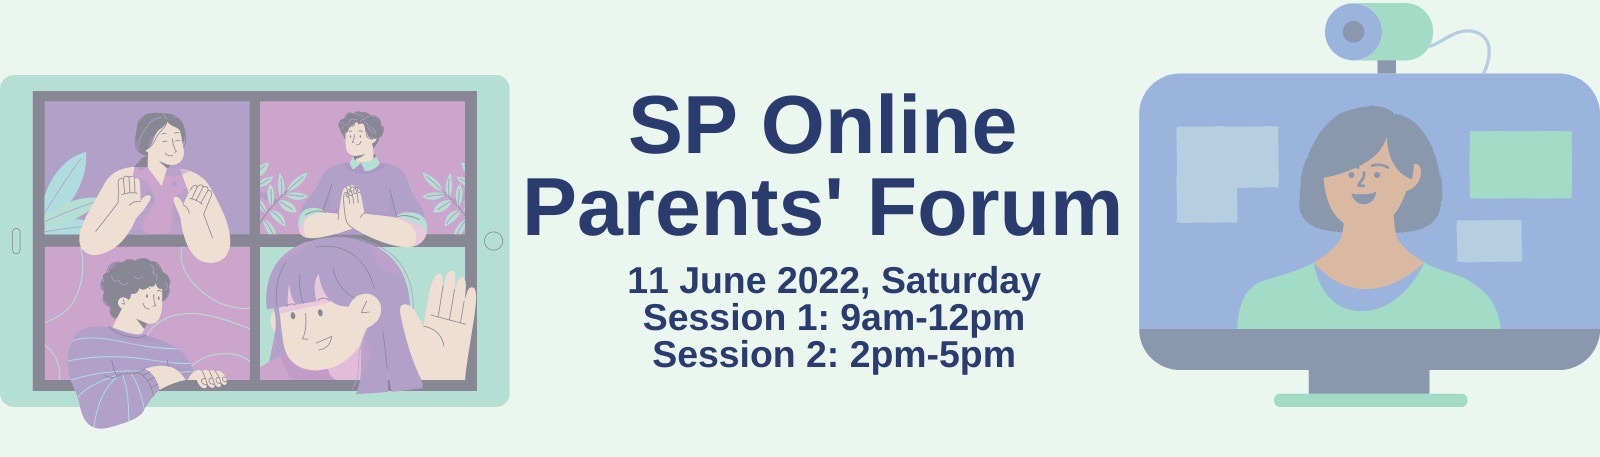 SP Online
Parents' Forum
11 June 2022, Saturday
Session 1: 9am-12pm
Session 2: 2pm-5pm